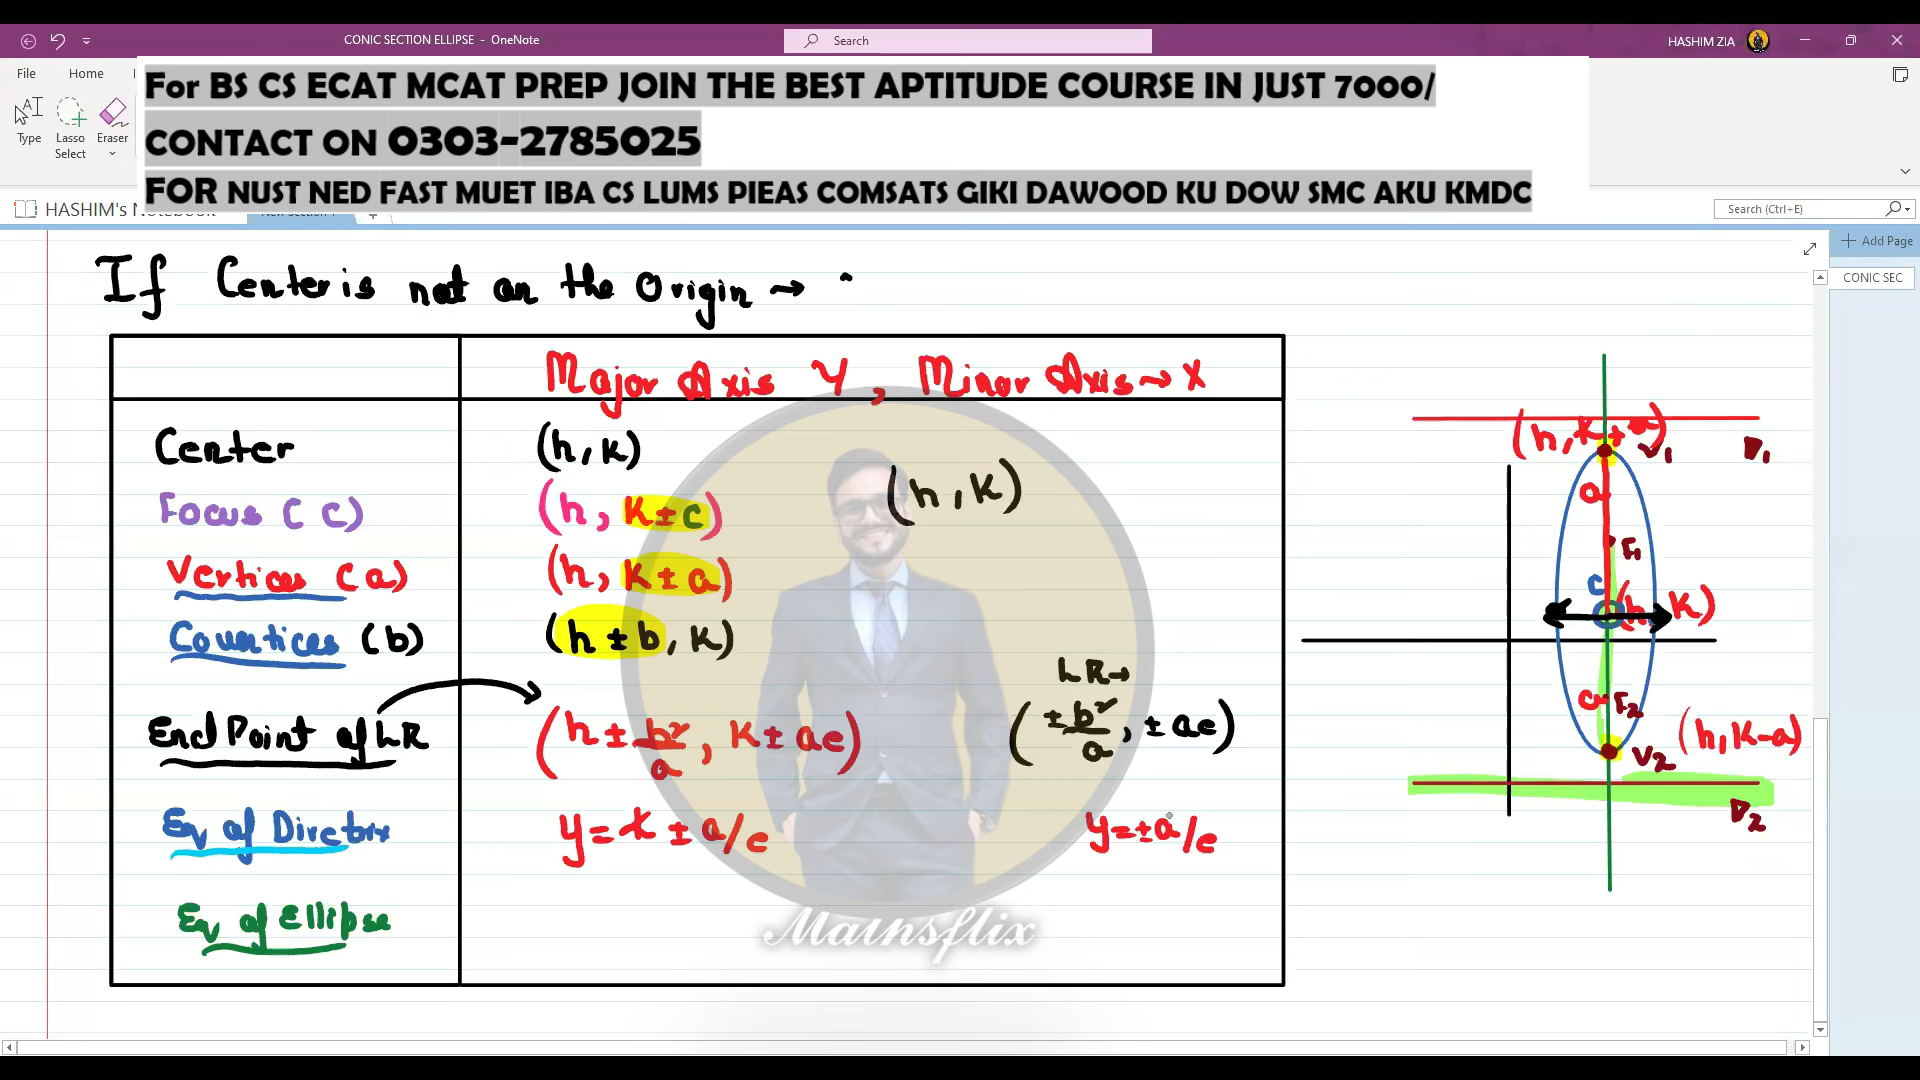 CONIC SECTION ELLIPSE - OneNote
Search
HASHIM ZIA
File
Home
For BS CS ECAT MCAT PREP JOIN THE BEST APTITUDE COURSE IN JUST 7000/
CONTACT ON 0303-2785025
FOR NUST NED FAST MUET IBA CS LUMS PIEAS COMSATS GIKI DAWOOD KU DOW SMC AKU KMDC
Type
Lasso Select
Eraser
HASHIM's Notebook
Search (Ctrl+E)
Add Page
CONIC SEC
If Center is not on the Origin →
Major Axis Y, Minor Axis → X
Center (h, k)
(h, k)
Focus (c) (h, k±c)
Vertices (a) (h, k±a)
Covertices (b) (h±b, k)
End Point of LR (h±b²/a, k±ae)
LR→
(±b²/a, ±ae)
Eq of Directrix y=k±a/e
y=±a/e
Eq of Ellipse
Mainsflix
(h, k+a)
V1
D1
a
F1
c
(h, k)
a
F2
V2
(h, k-a)
D2